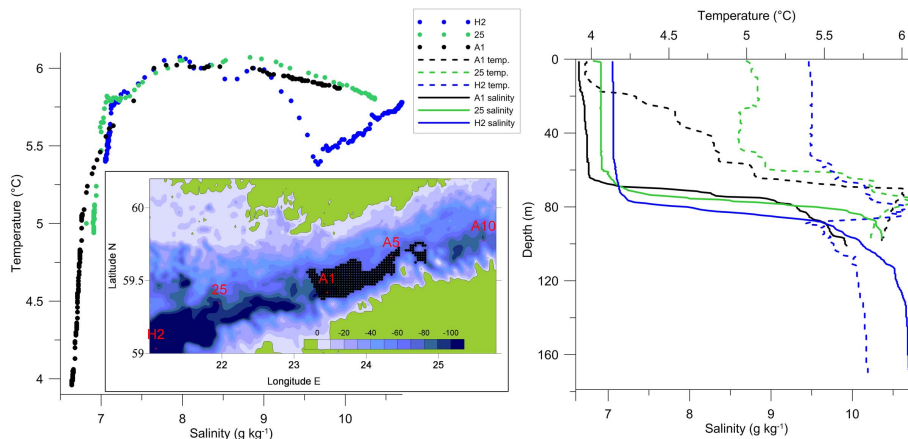 H2
25
A1
A1 temp.
25 temp.
H2 temp.
A1 salinity
25 salinity
H2 salinity
Temperature (°C)
6
5.5
5
4.5
4
7 8 9 10
Salinity (g kg-1)
Latitude N
60
59.5
59
A10
A5
A1
25
H2
0 -20 -40 -60 -80 -100
22 23 24 25
Longitude E
Temperature (°C)
4 4.5 5 5.5 6
Depth (m)
0
40
80
120
160
7 8 9 10
Salinity (g kg-1)